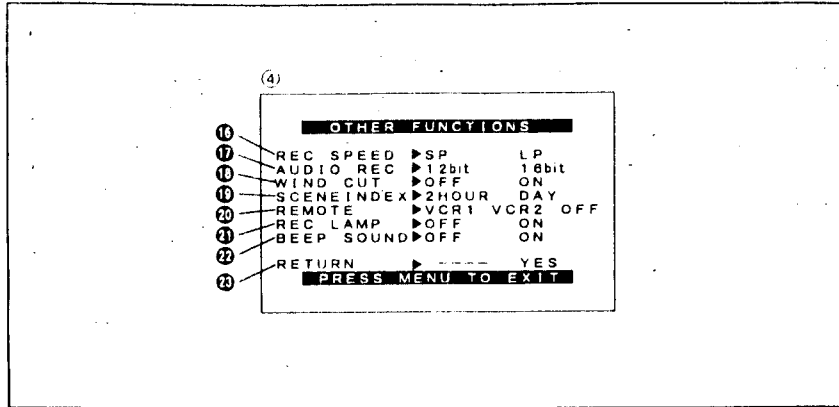 ④
OTHER FUNCTIONS
⑯ REC SPEED ▶SP LP
⑰ AUDIO REC ▶12bit 16bit
⑱ WIND CUT ▶OFF ON
⑲ SCENEINDEX▶2HOUR DAY
⑳ REMOTE ▶VCR1 VCR2 OFF
㉑ REC LAMP ▶OFF ON
㉒ BEEP SOUND▶OFF ON
㉓ RETURN ▶ ---- YES
PRESS MENU TO EXIT